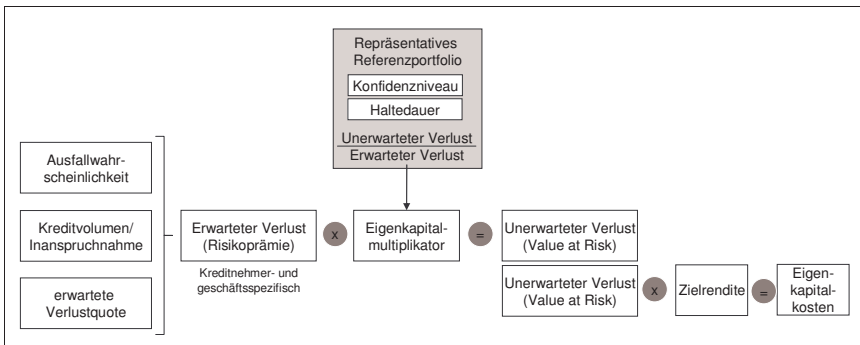 Repräsentatives
Referenzportfolio
Konfidenzniveau
Haltedauer
Unerwarteter Verlust
Erwarteter Verlust
Ausfallwahr-
scheinlichkeit
Kreditvolumen/
Inanspruchnahme
erwartete
Verlustquote
Erwarteter Verlust
(Risikoprämie)
Kreditnehmer- und
geschäftsspezifisch
x
Eigenkapital-
multiplikator
=
Unerwarteter Verlust
(Value at Risk)
Unerwarteter Verlust
(Value at Risk)
x
Zielrendite
=
Eigen-
kapital-
kosten